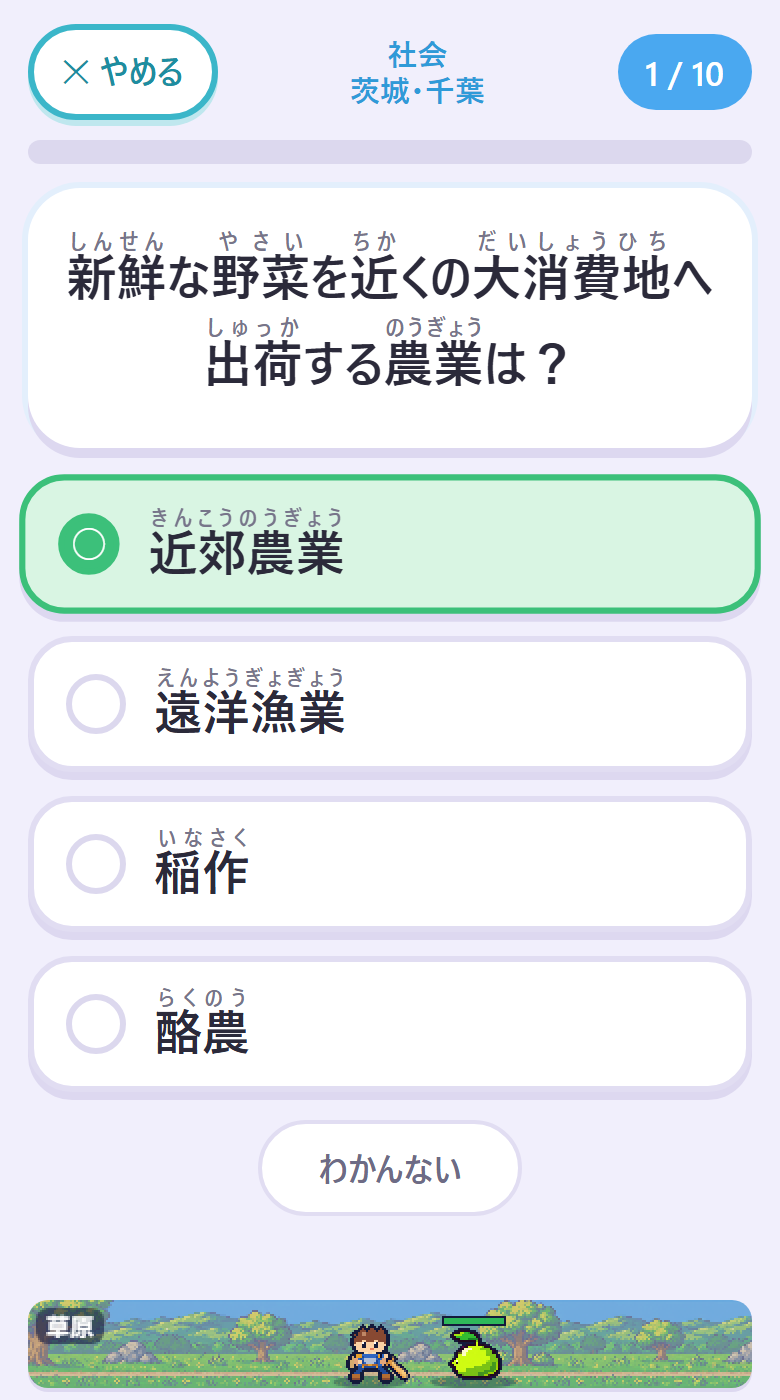 × やめる
社会
茨城・千葉
1 / 10
しんせん やさい ちか だいしょうひち
新鮮な野菜を近くの大消費地へ
しゅっか のうぎょう
出荷する農業は？
きんこうのうぎょう
近郊農業
えんようぎょぎょう
遠洋漁業
いなさく
稲作
らくのう
酪農
わかんない
草原